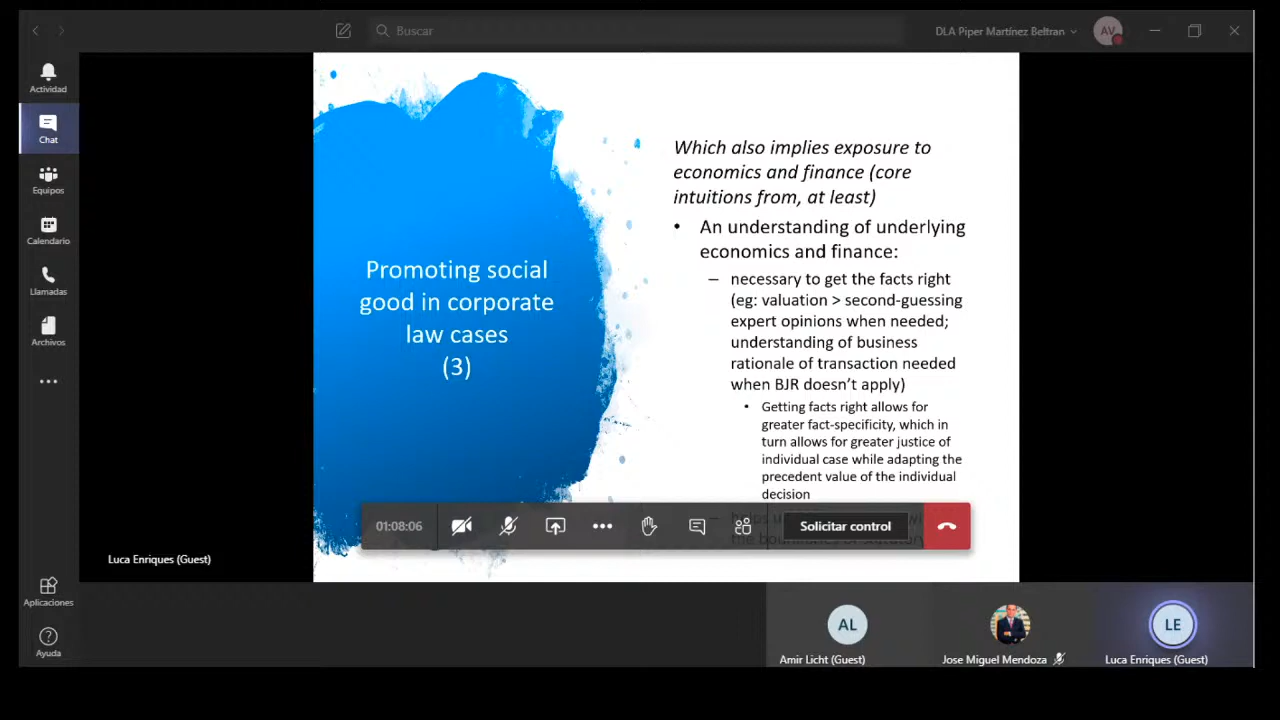 Buscar
DLA Piper Martínez Beltran
AV
Actividad
Chat
Equipos
Calendario
Llamadas
Archivos
Aplicaciones
Ayuda
Promoting social
good in corporate
law cases
(3)
Which also implies exposure to
economics and finance (core
intuitions from, at least)
• An understanding of underlying
economics and finance:
– necessary to get the facts right
(eg: valuation > second-guessing
expert opinions when needed;
understanding of business
rationale of transaction needed
when BJR doesn't apply)
• Getting facts right allows for
greater fact-specificity, which in
turn allows for greater justice of
individual case while adapting the
precedent value of the individual
decision
01:08:06
Solicitar control
Luca Enriques (Guest)
AL
Amir Licht (Guest)
Jose Miguel Mendoza
LE
Luca Enriques (Guest)